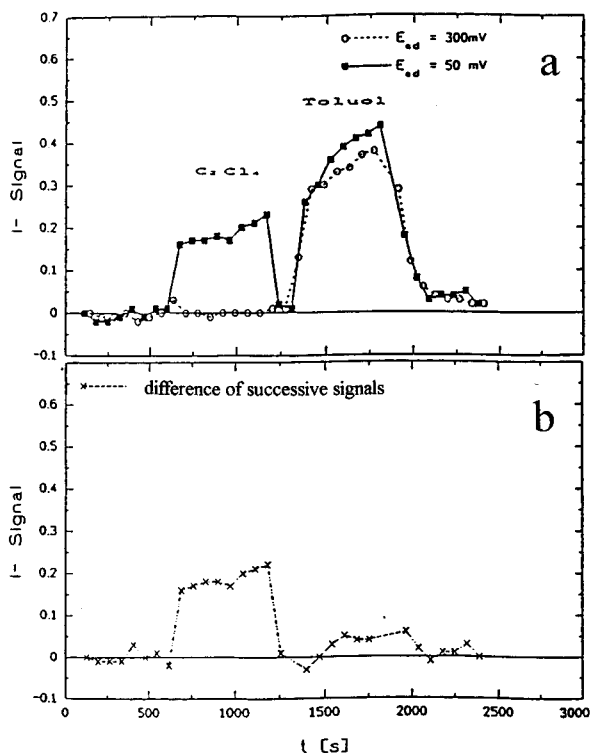 0.7
0.6
0.5
0.4
0.3
0.2
0.1
0
-0.1
I- Signal
E_ad = 300mV
E_ad = 50 mV
a
Toluol
C₂Cl₄
0.6
0.5
0.4
0.3
0.2
0.1
0
-0.1
I- Signal
difference of successive signals
b
0 500 1000 1500 2000 2500 3000
t [s]